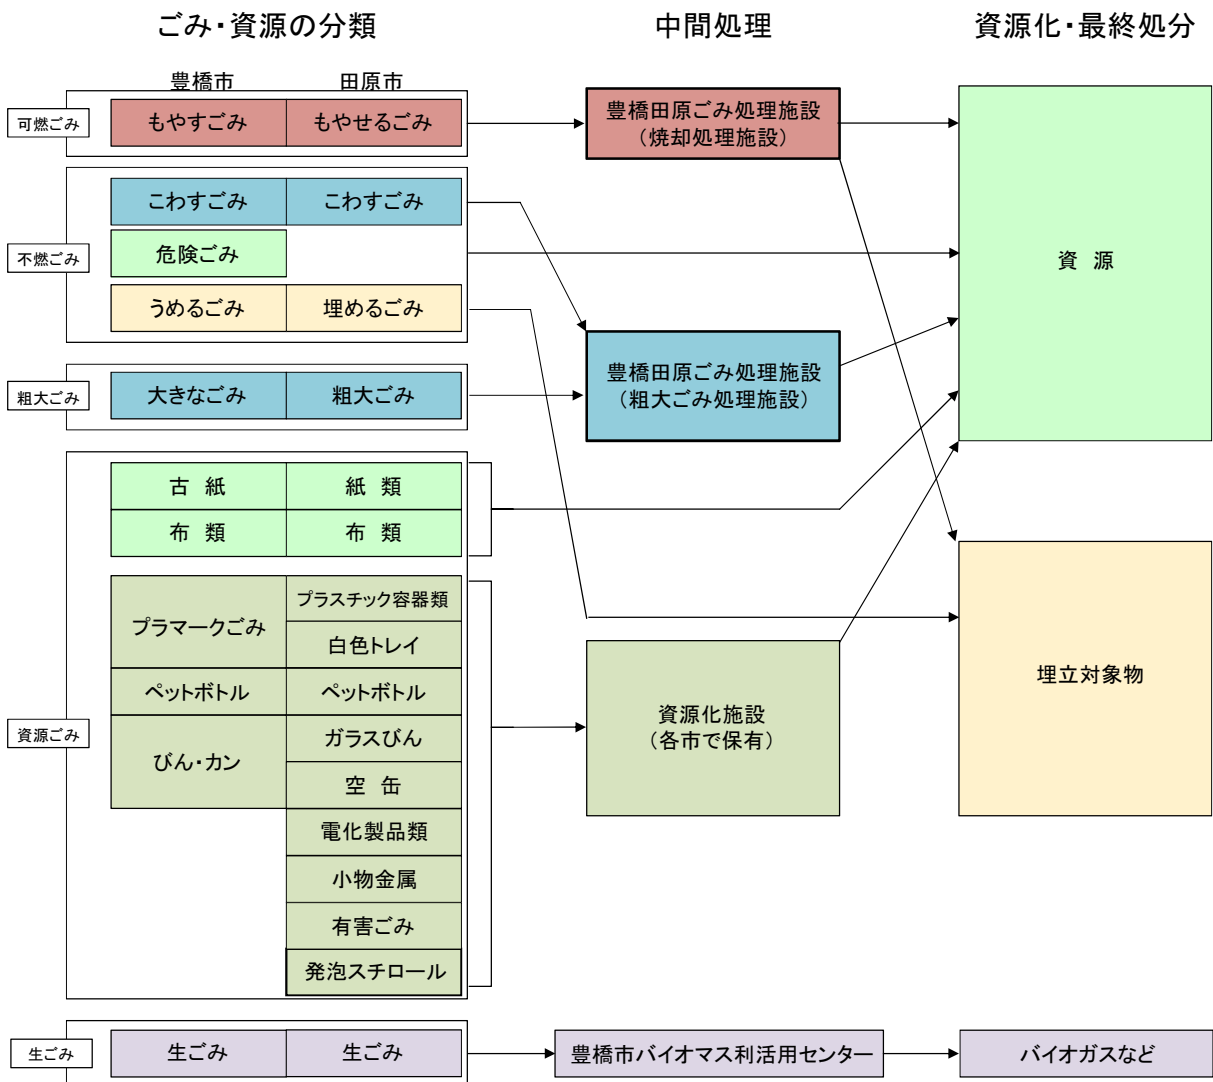 ごみ・資源の分類
中間処理
資源化・最終処分
豊橋市
田原市
可燃ごみ
もやすごみ
もやせるごみ
豊橋田原ごみ処理施設
（焼却処理施設）
不燃ごみ
こわすごみ
こわすごみ
危険ごみ
うめるごみ
埋めるごみ
資 源
粗大ごみ
大きなごみ
粗大ごみ
豊橋田原ごみ処理施設
（粗大ごみ処理施設）
資源ごみ
古 紙
紙 類
布 類
布 類
プラマークごみ
プラスチック容器類
白色トレイ
ペットボトル
ペットボトル
びん・カン
ガラスびん
空 缶
電化製品類
小物金属
有害ごみ
発泡スチロール
資源化施設
（各市で保有）
埋立対象物
生ごみ
生ごみ
生ごみ
豊橋市バイオマス利活用センター
バイオガスなど